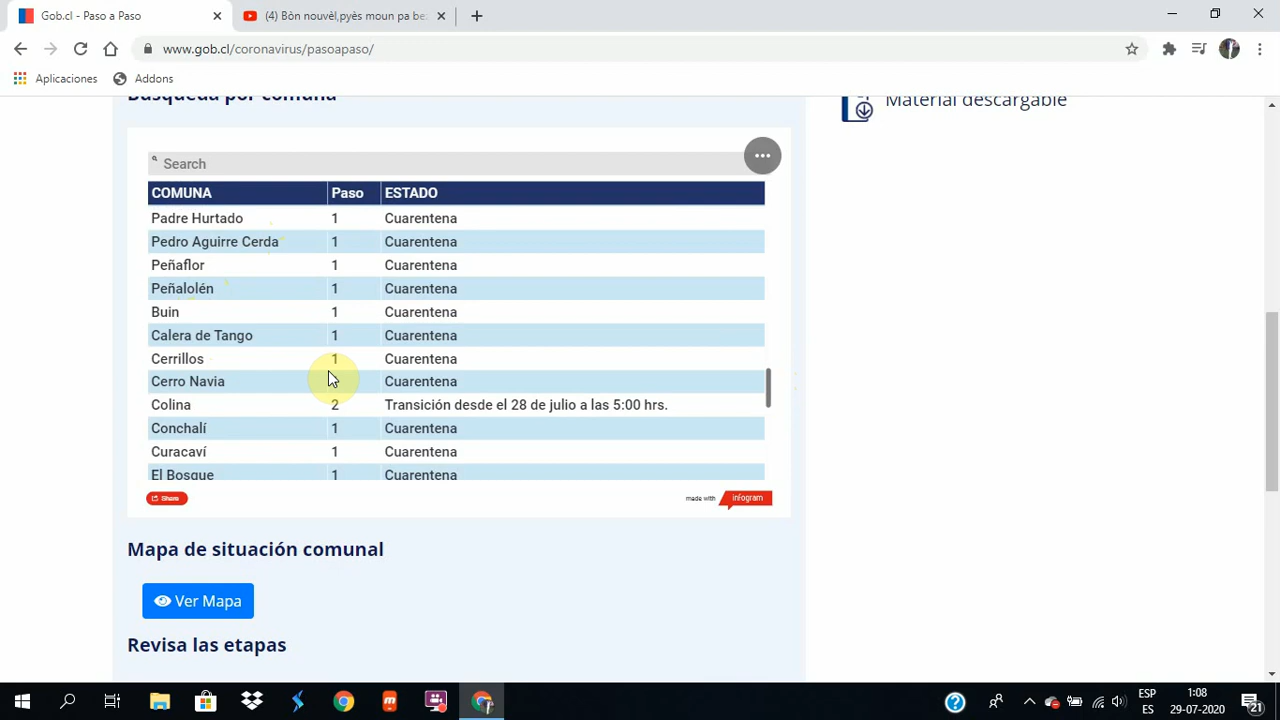 Gob.cl - Paso a Paso
(4) Bòn nouvèl,pyès moun pa be
www.gob.cl/coronavirus/pasoapaso/
Aplicaciones Addons
Búsqueda por comuna
Material descargable
Search
COMUNA Paso ESTADO
Padre Hurtado 1 Cuarentena
Pedro Aguirre Cerda 1 Cuarentena
Peñaflor 1 Cuarentena
Peñalolén 1 Cuarentena
Buin 1 Cuarentena
Calera de Tango 1 Cuarentena
Cerrillos 1 Cuarentena
Cerro Navia Cuarentena
Colina 2 Transición desde el 28 de julio a las 5:00 hrs.
Conchalí 1 Cuarentena
Curacaví 1 Cuarentena
El Bosque 1 Cuarentena
Share
made with infogram
Mapa de situación comunal
Ver Mapa
Revisa las etapas
ESP 1:08
ES 29-07-2020
21